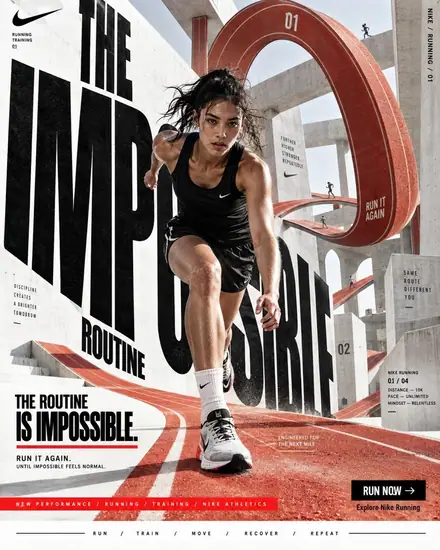 RUNNING
TRAINING
01
NIKE / RUNNING / 01
THE
IMPOSSIBLE
ROUTINE
01
FURTHER
HIGHER
STRONGER
REPEATEDLY
RUN IT
AGAIN
SAME
ROUTE
DIFFERENT
YOU
DISCIPLINE
CREATES
A BRIGHTER
TOMORROW
02
NIKE RUNNING
01 / 04
DISTANCE — 10K
PACE — UNLIMITED
MINDSET — RELENTLESS
THE ROUTINE
IS IMPOSSIBLE.
RUN IT AGAIN.
UNTIL IMPOSSIBLE FEELS NORMAL.
ENGINEERED FOR
THE NEXT MILE
RUN NOW →
Explore Nike Running
NEW PERFORMANCE / RUNNING / TRAINING / NIKE ATHLETICS
RUN / TRAIN / MOVE / RECOVER / REPEAT